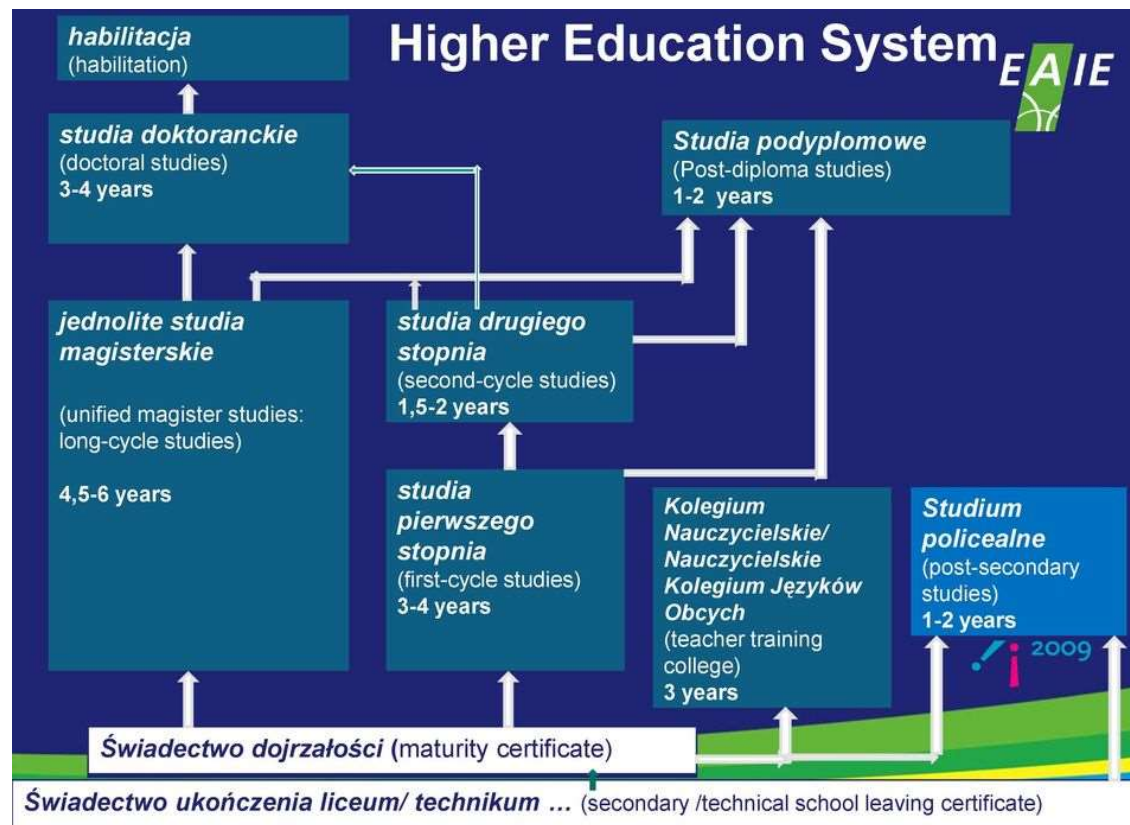 Higher Education System
EAIE
habilitacja
(habilitation)
studia doktoranckie
(doctoral studies)
3-4 years
Studia podyplomowe
(Post-diploma studies)
1-2 years
jednolite studia
magisterskie
(unified magister studies:
long-cycle studies)
4,5-6 years
studia drugiego
stopnia
(second-cycle studies)
1,5-2 years
studia
pierwszego
stopnia
(first-cycle studies)
3-4 years
Kolegium
Nauczycielskie/
Nauczycielskie
Kolegium Języków
Obcych
(teacher training
college)
3 years
Studium
policealne
(post-secondary
studies)
1-2 years
2009
Świadectwo dojrzałości (maturity certificate)
Świadectwo ukończenia liceum/ technikum … (secondary /technical school leaving certificate)